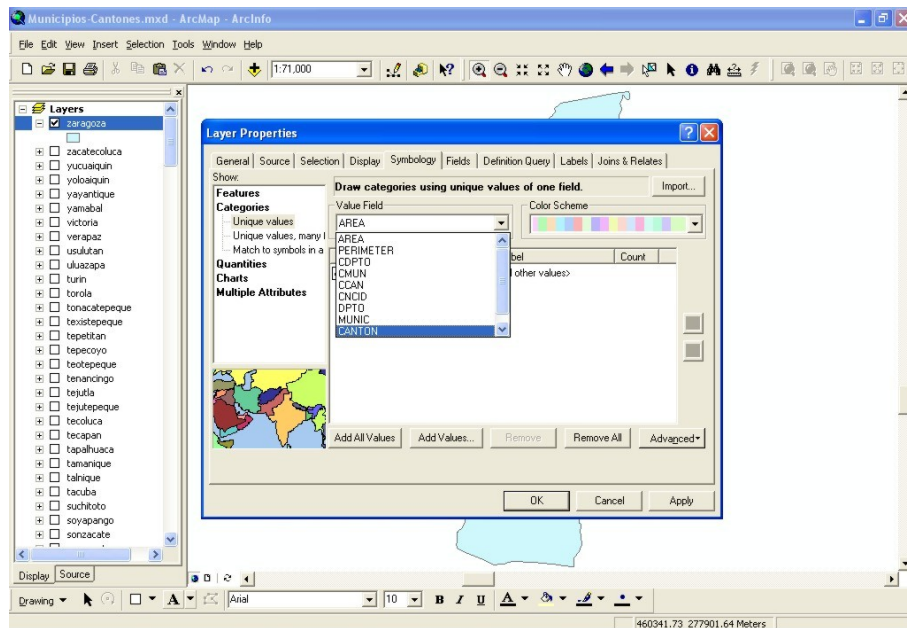 Municipios-Cantones.mxd - ArcMap - ArcInfo
File Edit View Insert Selection Tools Window Help
1:71,000
Layers
zaragoza
zacatecoluca
yucuaiquin
yoloaiquin
yayantique
yamabal
victoria
verapaz
usulutan
uluazapa
turin
torola
tonacatepeque
texistepeque
tepetitan
tepecoyo
teotepeque
tenancingo
tejutla
tejutepeque
tecoluca
tecapan
tapalhuaca
tamanique
talnique
tacuba
suchitoto
soyapango
sonzacate
Display Source
Layer Properties
General Source Selection Display Symbology Fields Definition Query Labels Joins & Relates
Show:
Features
Categories
Unique values
Unique values, many
Match to symbols in a
Quantities
Charts
Multiple Attributes
Draw categories using unique values of one field.
Import...
Value Field
Color Scheme
AREA
AREA
PERIMETER
CDPTO
CMUN
CCAN
CNCID
DPTO
MUNIC
CANTON
bel
Count
other values>
Add All Values Add Values... Remove Remove All Advanced
OK Cancel Apply
Drawing A Arial 10 B I U A
460341.73 277901.64 Meters